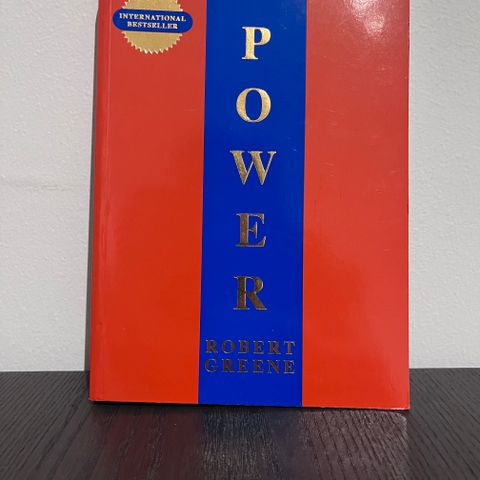 INTERNATIONAL
BESTSELLER
POWER
ROBERT
GREENE